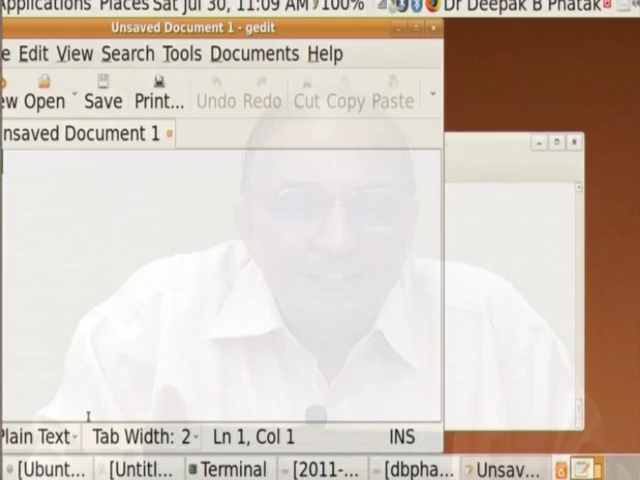 Applications Places Sat Jul 30, 11:09 AM 100% Dr Deepak B Phatak
Unsaved Document 1 - gedit
e Edit View Search Tools Documents Help
ew Open Save Print... Undo Redo Cut Copy Paste
nsaved Document 1
Plain Text Tab Width: 2 Ln 1, Col 1 INS
[Ubunt... [Untitl... Terminal [2011-... [dbpha... Unsav...